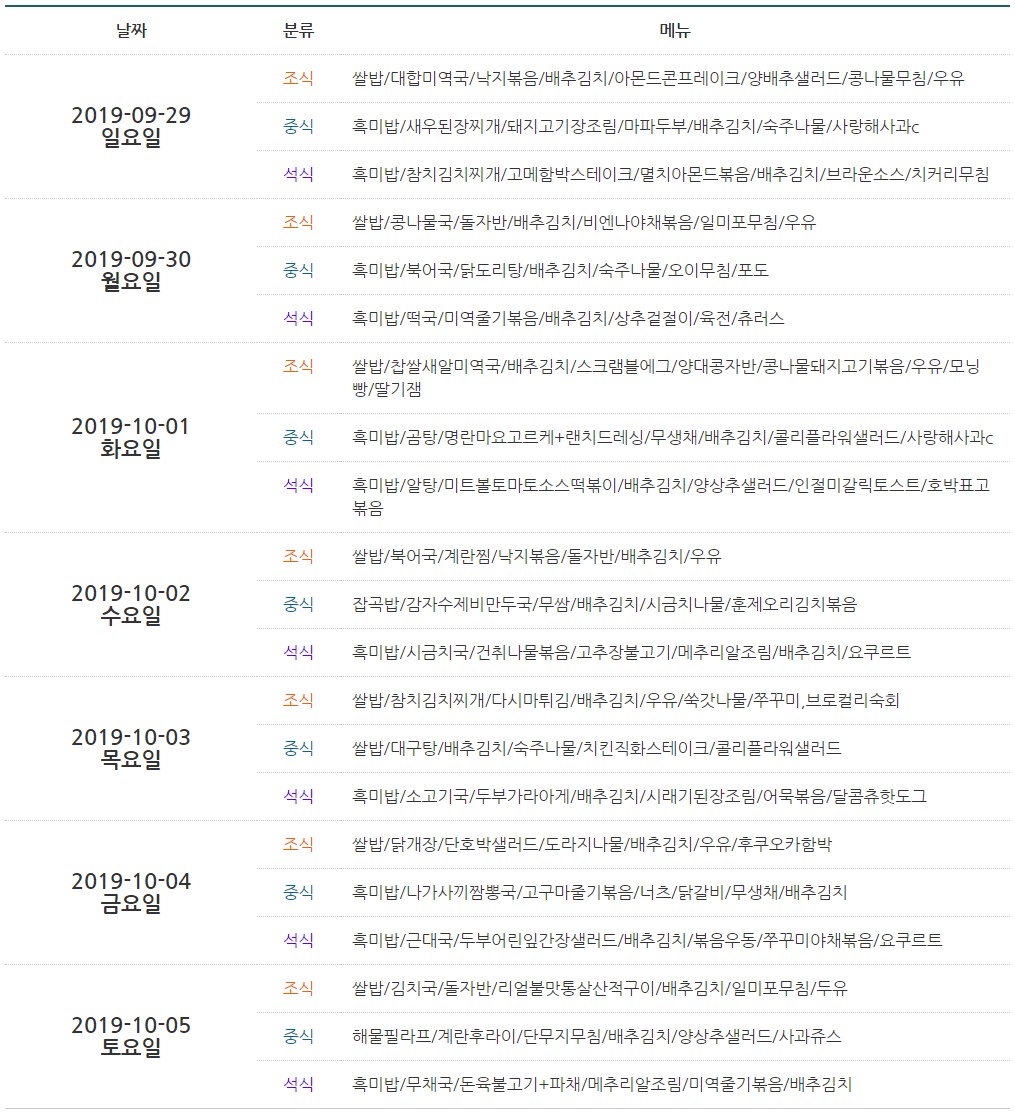 날짜 분류 메뉴
2019-09-29
일요일
조식 쌀밥/대합미역국/낙지볶음/배추김치/아몬드콘프레이크/양배추샐러드/콩나물무침/우유
중식 흑미밥/새우된장찌개/돼지고기장조림/마파두부/배추김치/숙주나물/사랑해사과c
석식 흑미밥/참치김치찌개/고메함박스테이크/멸치아몬드볶음/배추김치/브라운소스/치커리무침
2019-09-30
월요일
조식 쌀밥/콩나물국/돌자반/배추김치/비엔나야채볶음/일미포무침/우유
중식 흑미밥/북어국/닭도리탕/배추김치/숙주나물/오이무침/포도
석식 흑미밥/떡국/미역줄기볶음/배추김치/상추겉절이/육전/츄러스
2019-10-01
화요일
조식 쌀밥/찹쌀새알미역국/배추김치/스크램블에그/양대콩자반/콩나물돼지고기볶음/우유/모닝
빵/딸기잼
중식 흑미밥/곰탕/명란마요고르케+랜치드레싱/무생채/배추김치/콜리플라워샐러드/사랑해사과c
석식 흑미밥/알탕/미트볼토마토소스떡볶이/배추김치/양상추샐러드/인절미갈릭토스트/호박표고
볶음
2019-10-02
수요일
조식 쌀밥/북어국/계란찜/낙지볶음/돌자반/배추김치/우유
중식 잡곡밥/감자수제비만두국/무쌈/배추김치/시금치나물/훈제오리김치볶음
석식 흑미밥/시금치국/건취나물볶음/고추장불고기/메추리알조림/배추김치/요쿠르트
2019-10-03
목요일
조식 쌀밥/참치김치찌개/다시마튀김/배추김치/우유/쑥갓나물/쭈꾸미,브로컬리숙회
중식 쌀밥/대구탕/배추김치/숙주나물/치킨직화스테이크/콜리플라워샐러드
석식 흑미밥/소고기국/두부가라아게/배추김치/시래기된장조림/어묵볶음/달콤츄핫도그
2019-10-04
금요일
조식 쌀밥/닭개장/단호박샐러드/도라지나물/배추김치/우유/후쿠오카함박
중식 흑미밥/나가사끼짬뽕국/고구마줄기볶음/너츠/닭갈비/무생채/배추김치
석식 흑미밥/근대국/두부어린잎간장샐러드/배추김치/볶음우동/쭈꾸미야채볶음/요쿠르트
2019-10-05
토요일
조식 쌀밥/김치국/돌자반/리얼불맛통살산적구이/배추김치/일미포무침/두유
중식 해물필라프/계란후라이/단무지무침/배추김치/양상추샐러드/사과쥬스
석식 흑미밥/무채국/돈육불고기+파채/메추리알조림/미역줄기볶음/배추김치